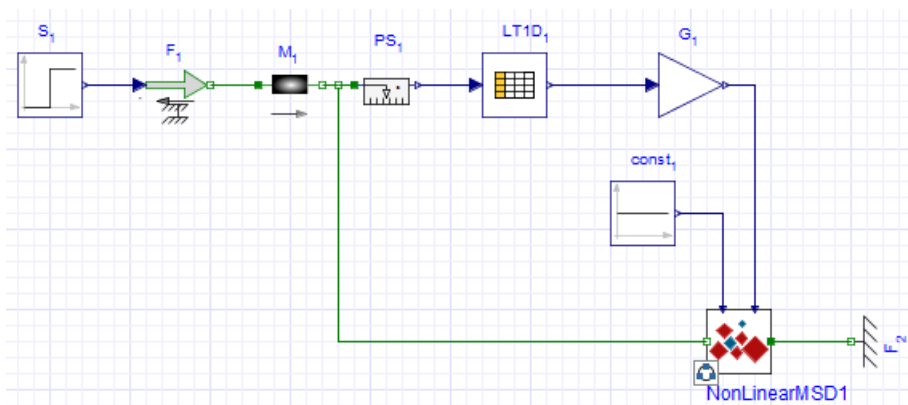 S1
F1
M1
PS1
LT1D1
G1
const1
F2
NonLinearMSD1